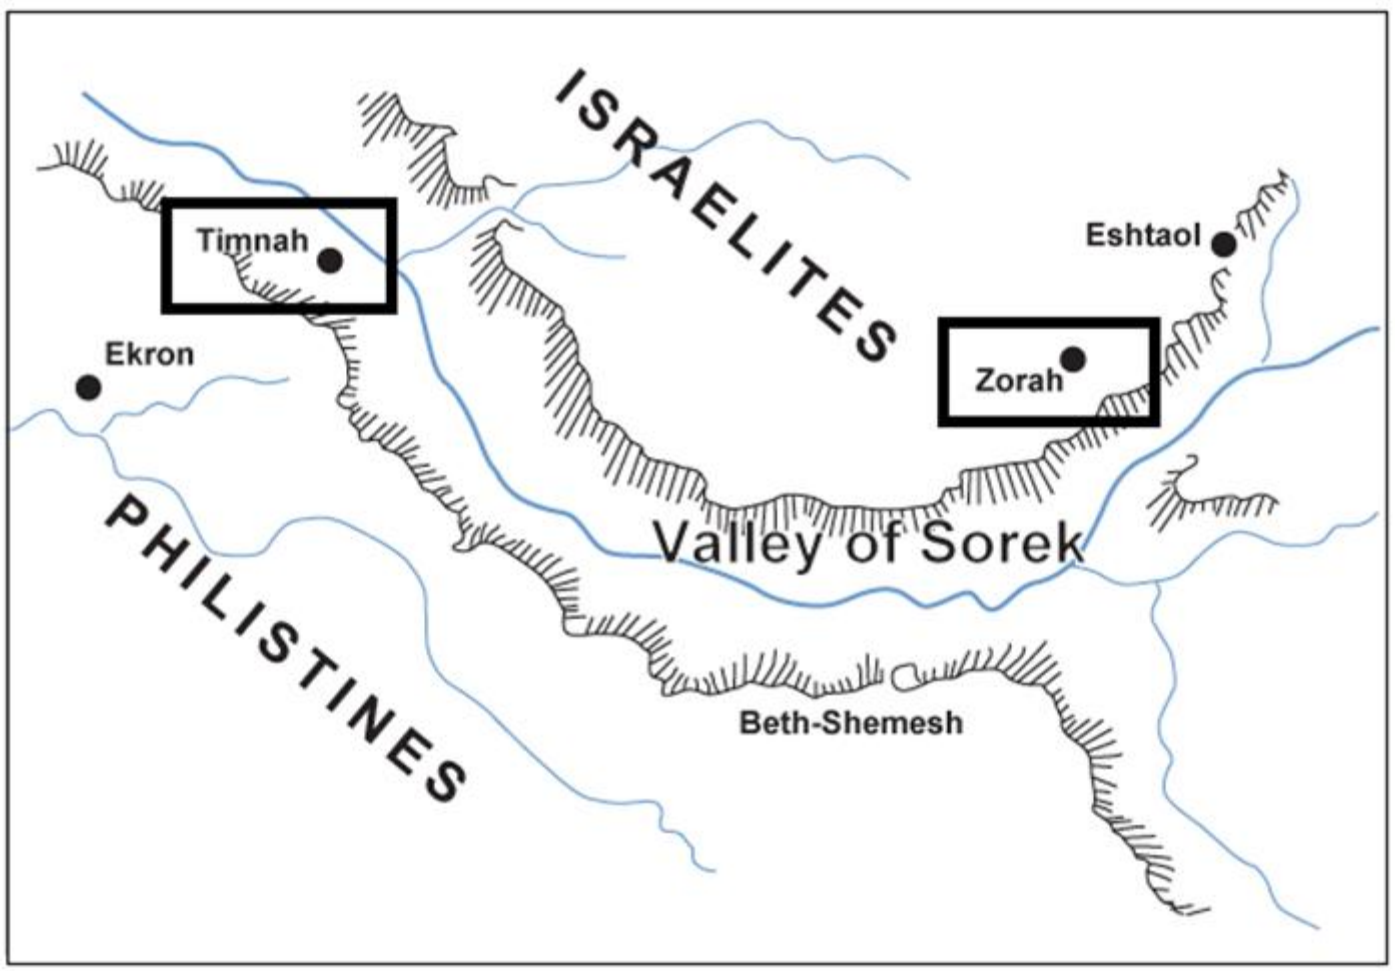 ISRAELITES
Timnah
Eshtaol
Ekron
Zorah
Valley of Sorek
PHILISTINES
Beth-Shemesh